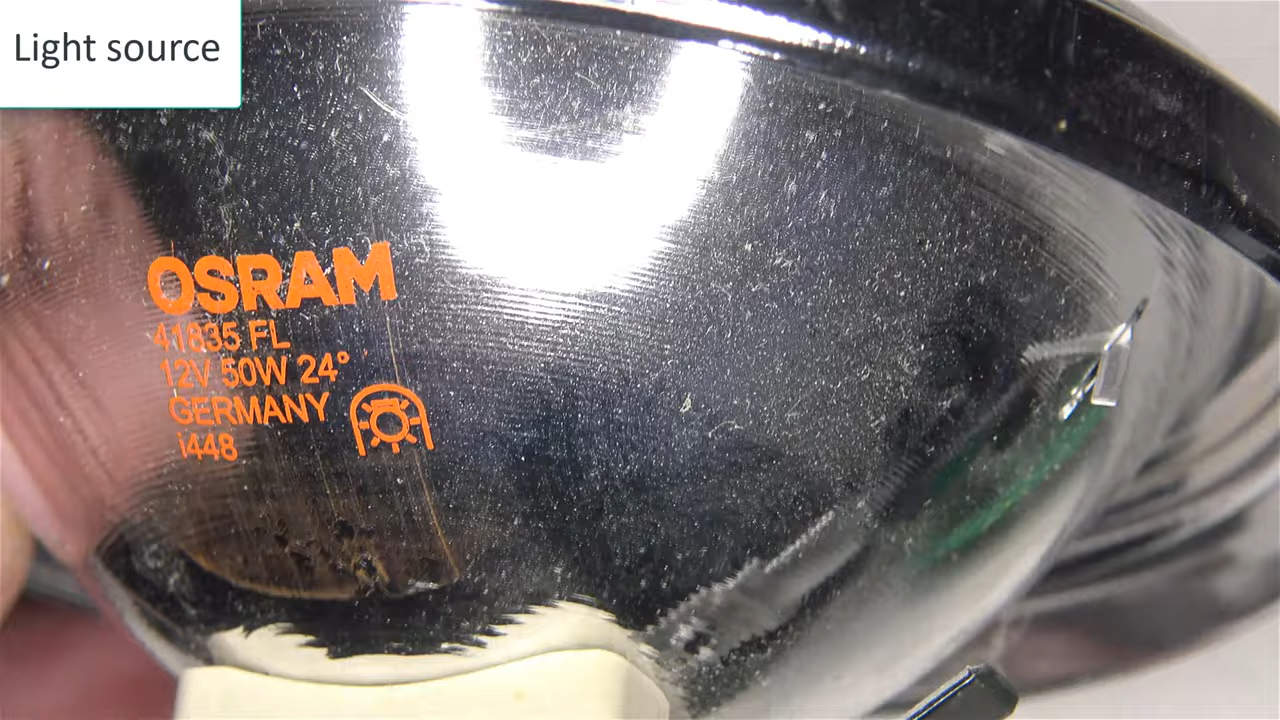 Light source
OSRAM
41835 FL
12V 50W 24°
GERMANY
i448